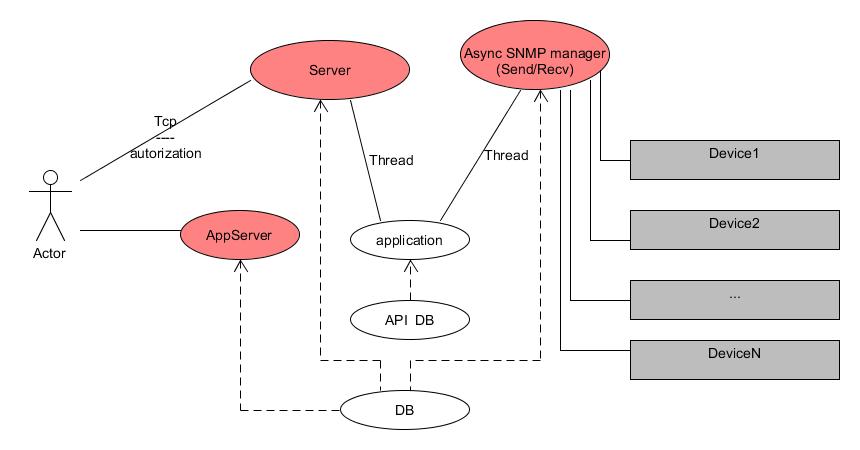 Server
Async SNMP manager
(Send/Recv)
Tcp
----
autorization
Thread
Thread
Device1
Device2
...
DeviceN
Actor
AppServer
application
API DB
DB